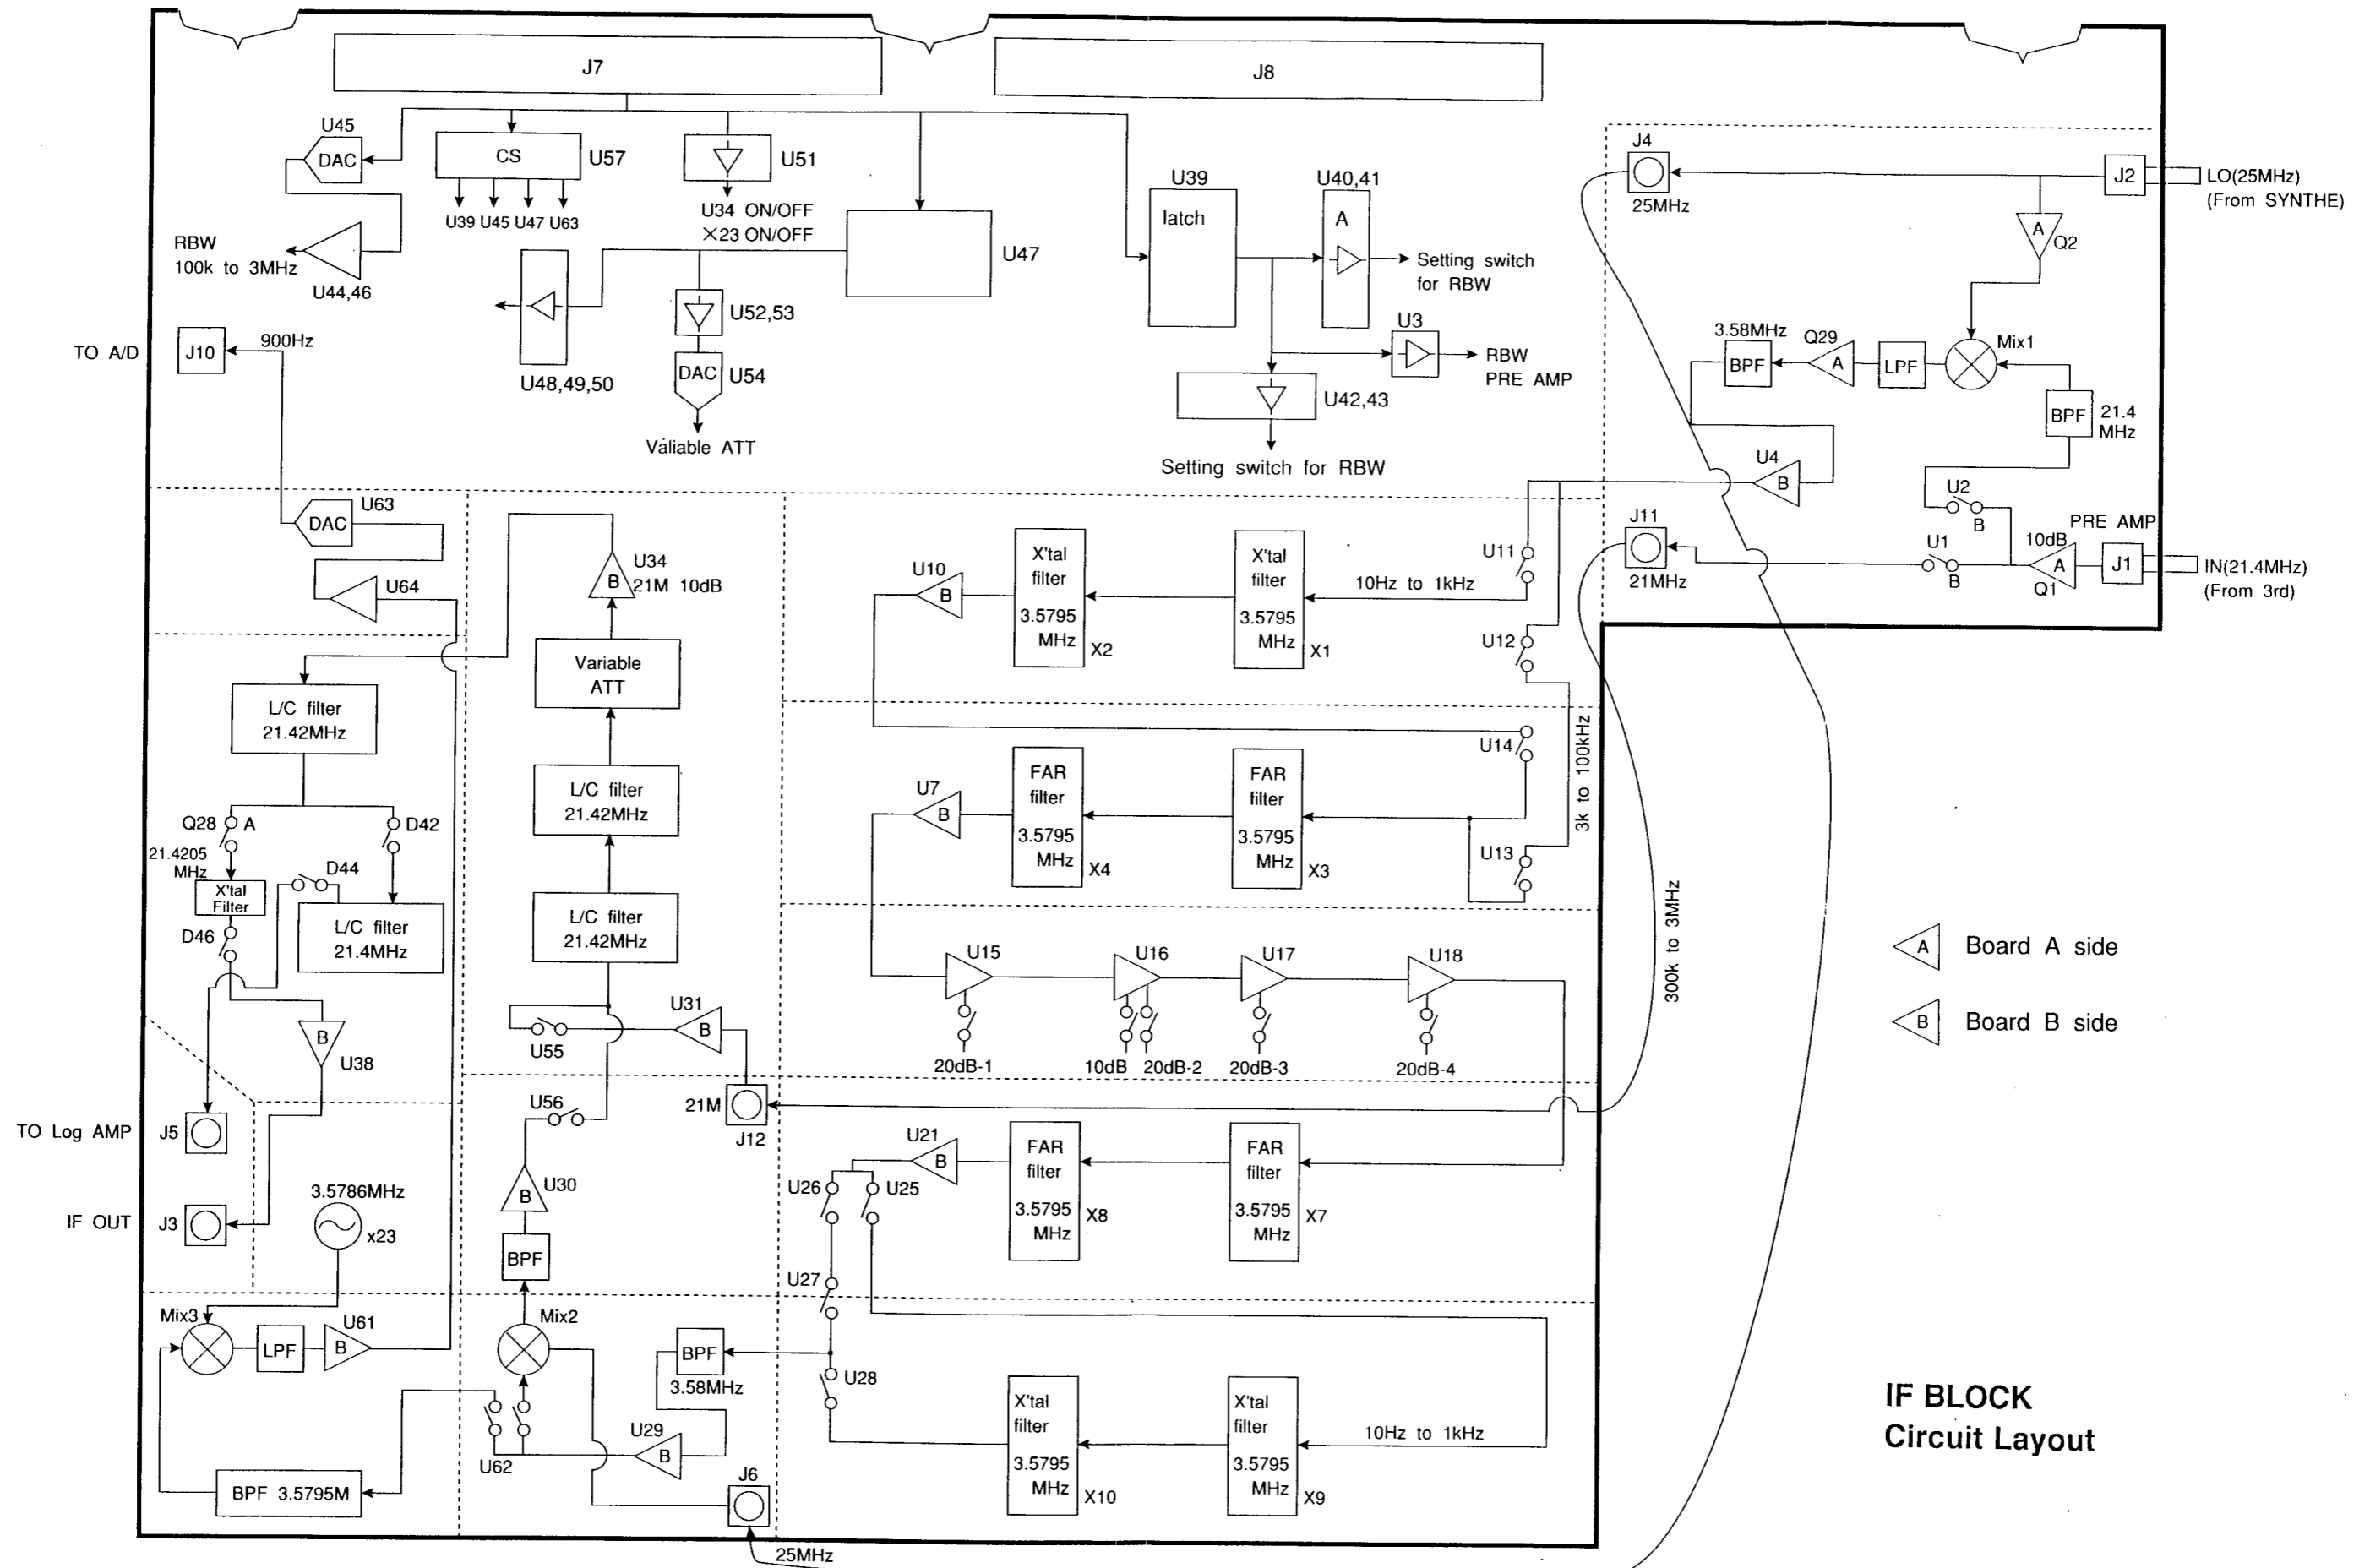 J7
J8
U45
DAC
CS
U57
U39 U45 U47 U63
U51
U34 ON/OFF
X23 ON/OFF
RBW
100k to 3MHz
U44,46
U47
U48,49,50
U52,53
DAC
U54
Valiable ATT
U39
latch
U40,41
A
Setting switch
for RBW
U3
RBW
PRE AMP
U42,43
Setting switch for RBW
J4
25MHz
J2
LO(25MHz)
(From SYNTHE)
A
Q2
3.58MHz
BPF
Q29
A
LPF
Mix1
BPF
21.4
MHz
U4
B
U2
B
PRE AMP
10dB
A
Q1
J1
IN(21.4MHz)
(From 3rd)
U1
B
J11
21MHz
TO A/D
J10
900Hz
DAC
U63
U64
U34
B
21M 10dB
Variable
ATT
L/C filter
21.42MHz
L/C filter
21.42MHz
L/C filter
21.42MHz
Q28
A
D42
21.4205
MHz
X'tal
Filter
D44
D46
L/C filter
21.4MHz
B
U38
U31
B
U55
U56
21M
J12
TO Log AMP
J5
IF OUT
J3
3.5786MHz
x23
B
U30
BPF
Mix3
LPF
U61
B
Mix2
BPF
3.58MHz
U29
B
U62
BPF 3.5795M
J6
25MHz
U10
B
X'tal
filter
3.5795
MHz
X2
X'tal
filter
3.5795
MHz
X1
10Hz to 1kHz
U11
U12
U14
U13
3k to 100kHz
300k to 3MHz
U7
B
FAR
filter
3.5795
MHz
X4
FAR
filter
3.5795
MHz
X3
U15
U16
U17
U18
20dB-1
10dB
20dB-2
20dB-3
20dB-4
U21
B
FAR
filter
3.5795
MHz
X8
FAR
filter
3.5795
MHz
X7
U26
U25
U27
U28
X'tal
filter
3.5795
MHz
X10
X'tal
filter
3.5795
MHz
X9
10Hz to 1kHz
A Board A side
B Board B side
IF BLOCK
Circuit Layout